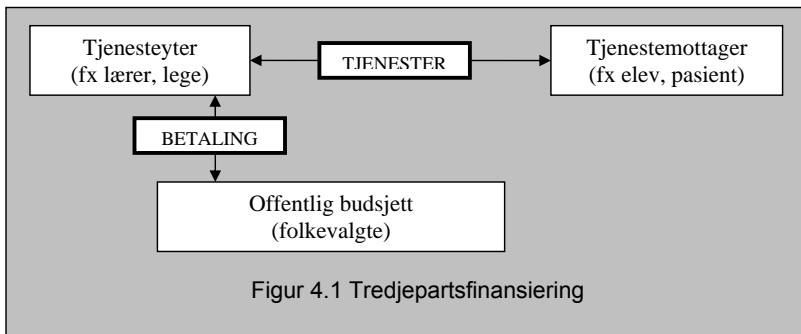 Tjenesteyter
(fx lærer, lege)
TJENESTER
Tjenestemottager
(fx elev, pasient)
BETALING
Offentlig budsjett
(folkevalgte)
Figur 4.1 Tredjepartsfinansiering